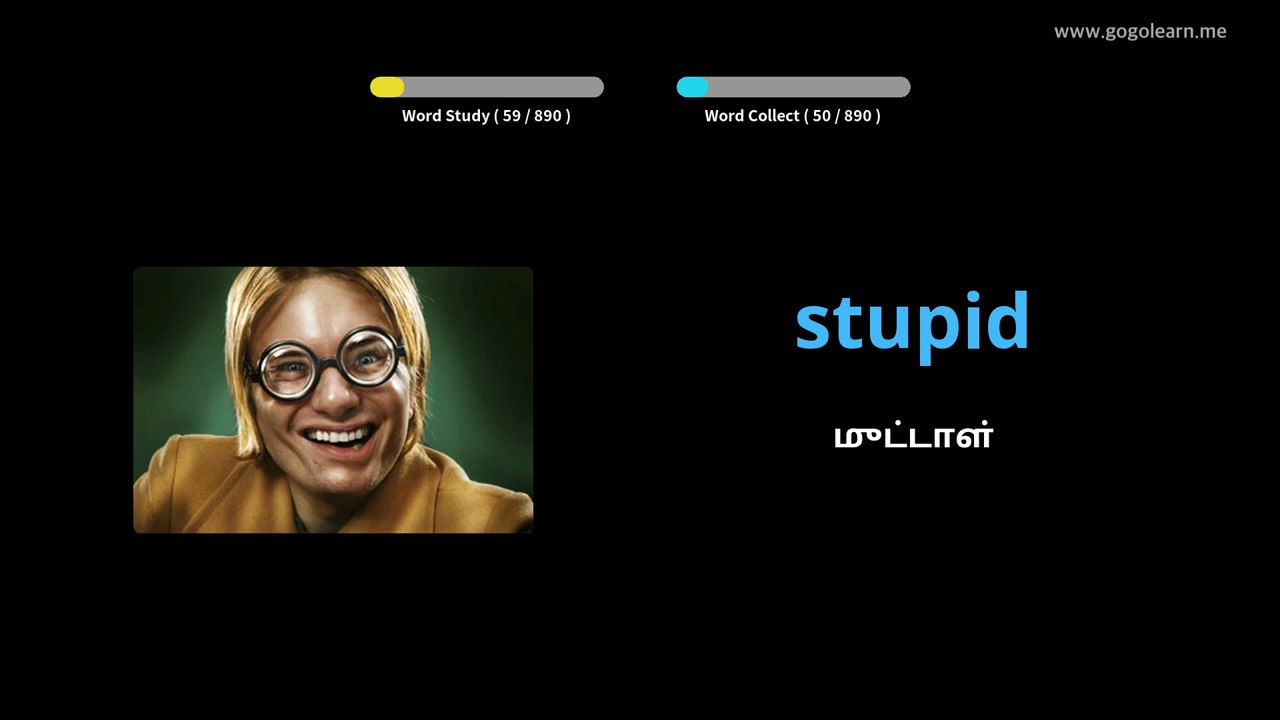 www.gogolearn.me
Word Study ( 59 / 890 )
Word Collect ( 50 / 890 )
stupid
முட்டாள்